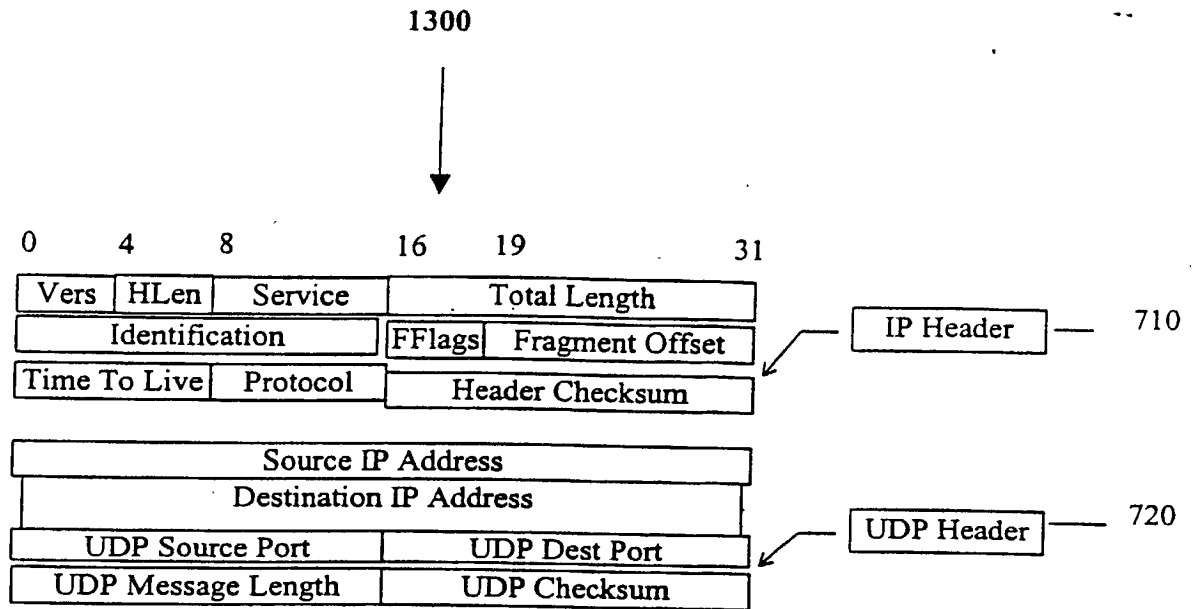 1300
0 4 8 16 19 31
Vers HLen Service Total Length
Identification FFlags Fragment Offset IP Header 710
Time To Live Protocol Header Checksum
Source IP Address
Destination IP Address
UDP Source Port UDP Dest Port UDP Header 720
UDP Message Length UDP Checksum